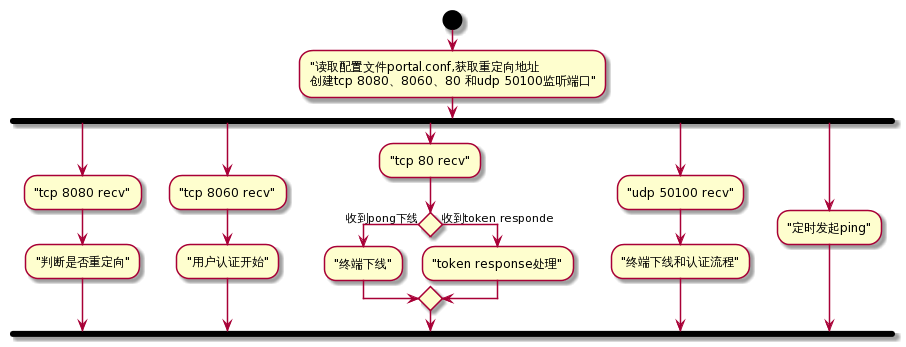 "读取配置文件portal.conf,获取重定向地址
创建tcp 8080、8060、80 和udp 50100监听端口"
"tcp 80 recv"
"tcp 8080 recv"
"tcp 8060 recv"
"udp 50100 recv"
收到pong下线
收到token responde
"定时发起ping"
"判断是否重定向"
"用户认证开始"
"终端下线"
"token response处理"
"终端下线和认证流程"